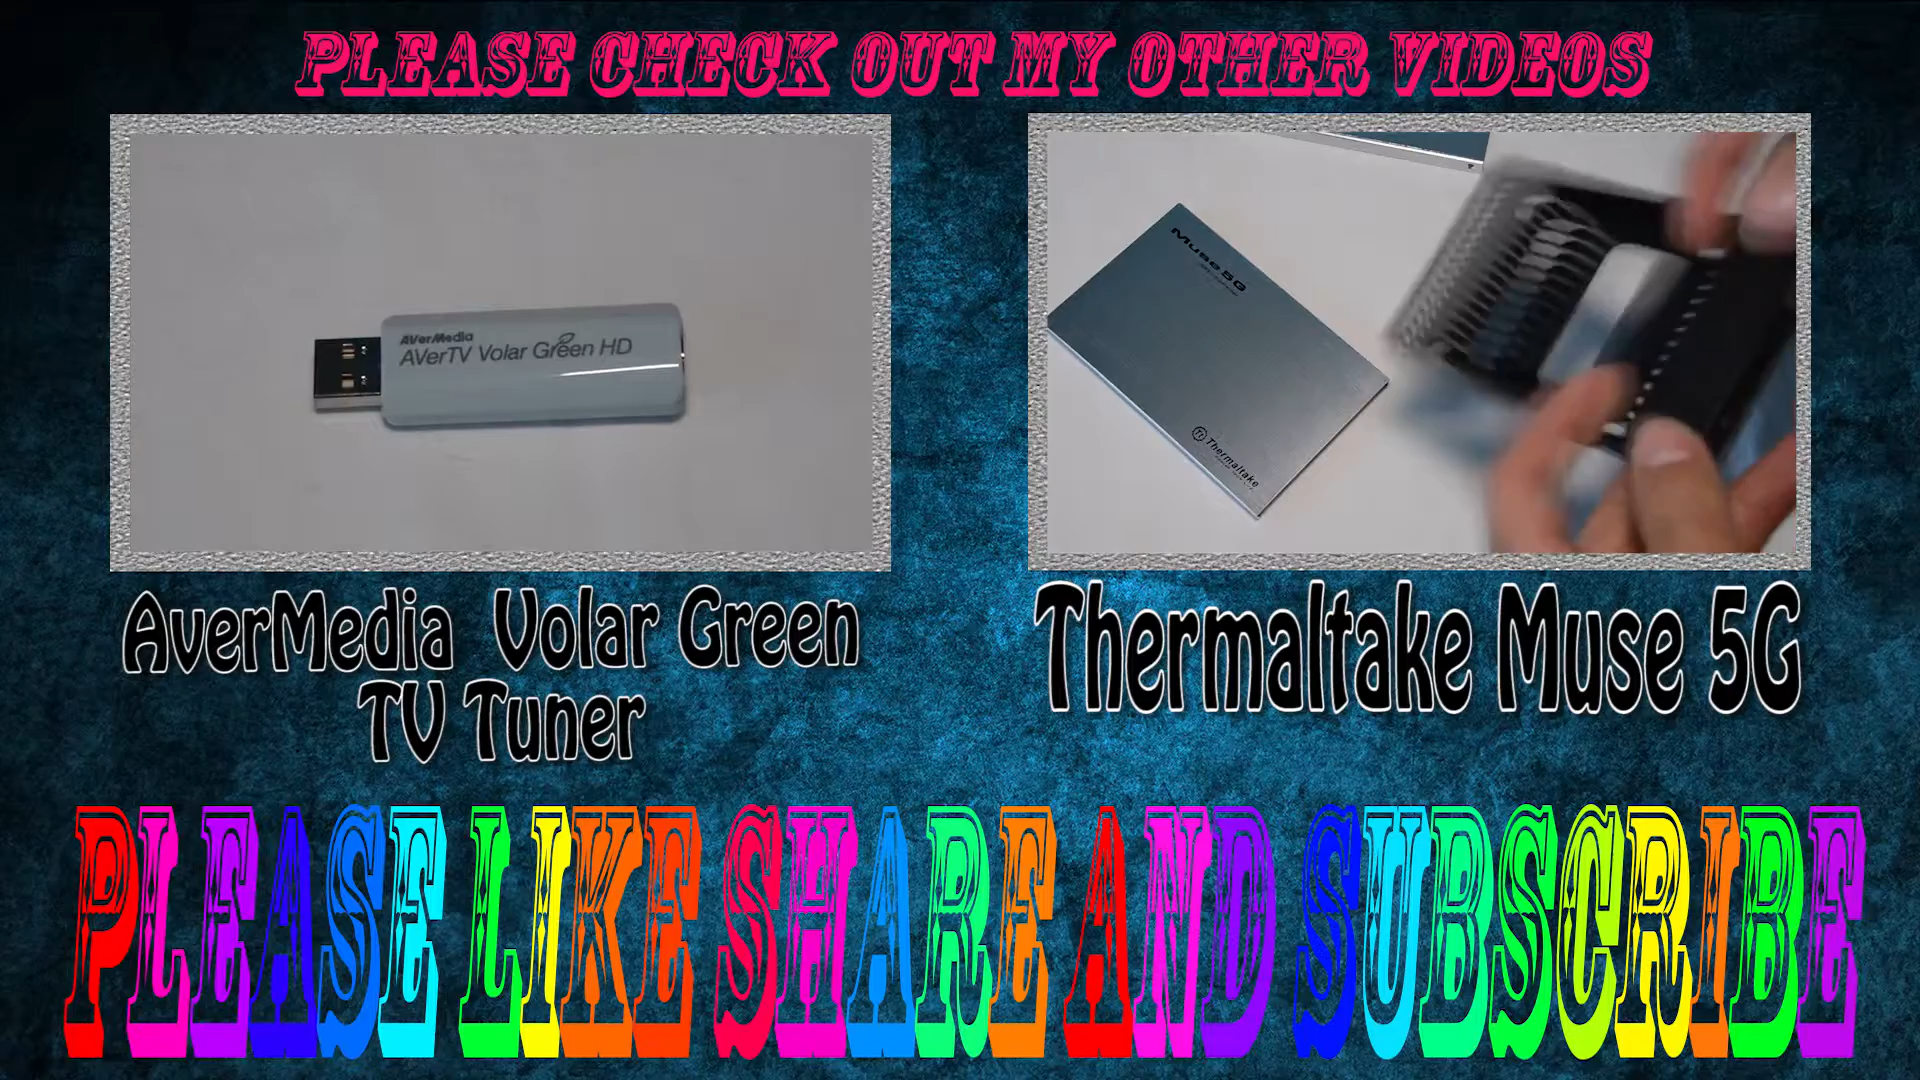 PLEASE CHECK OUT MY OTHER VIDEOS
AVerMedia
AVerTV Volar Green HD
Muse 5G
Tt Thermaltake
AverMedia Volar Green
TV Tuner
Thermaltake Muse 5G
PLEASE LIKE SHARE AND SUBSCRIBE